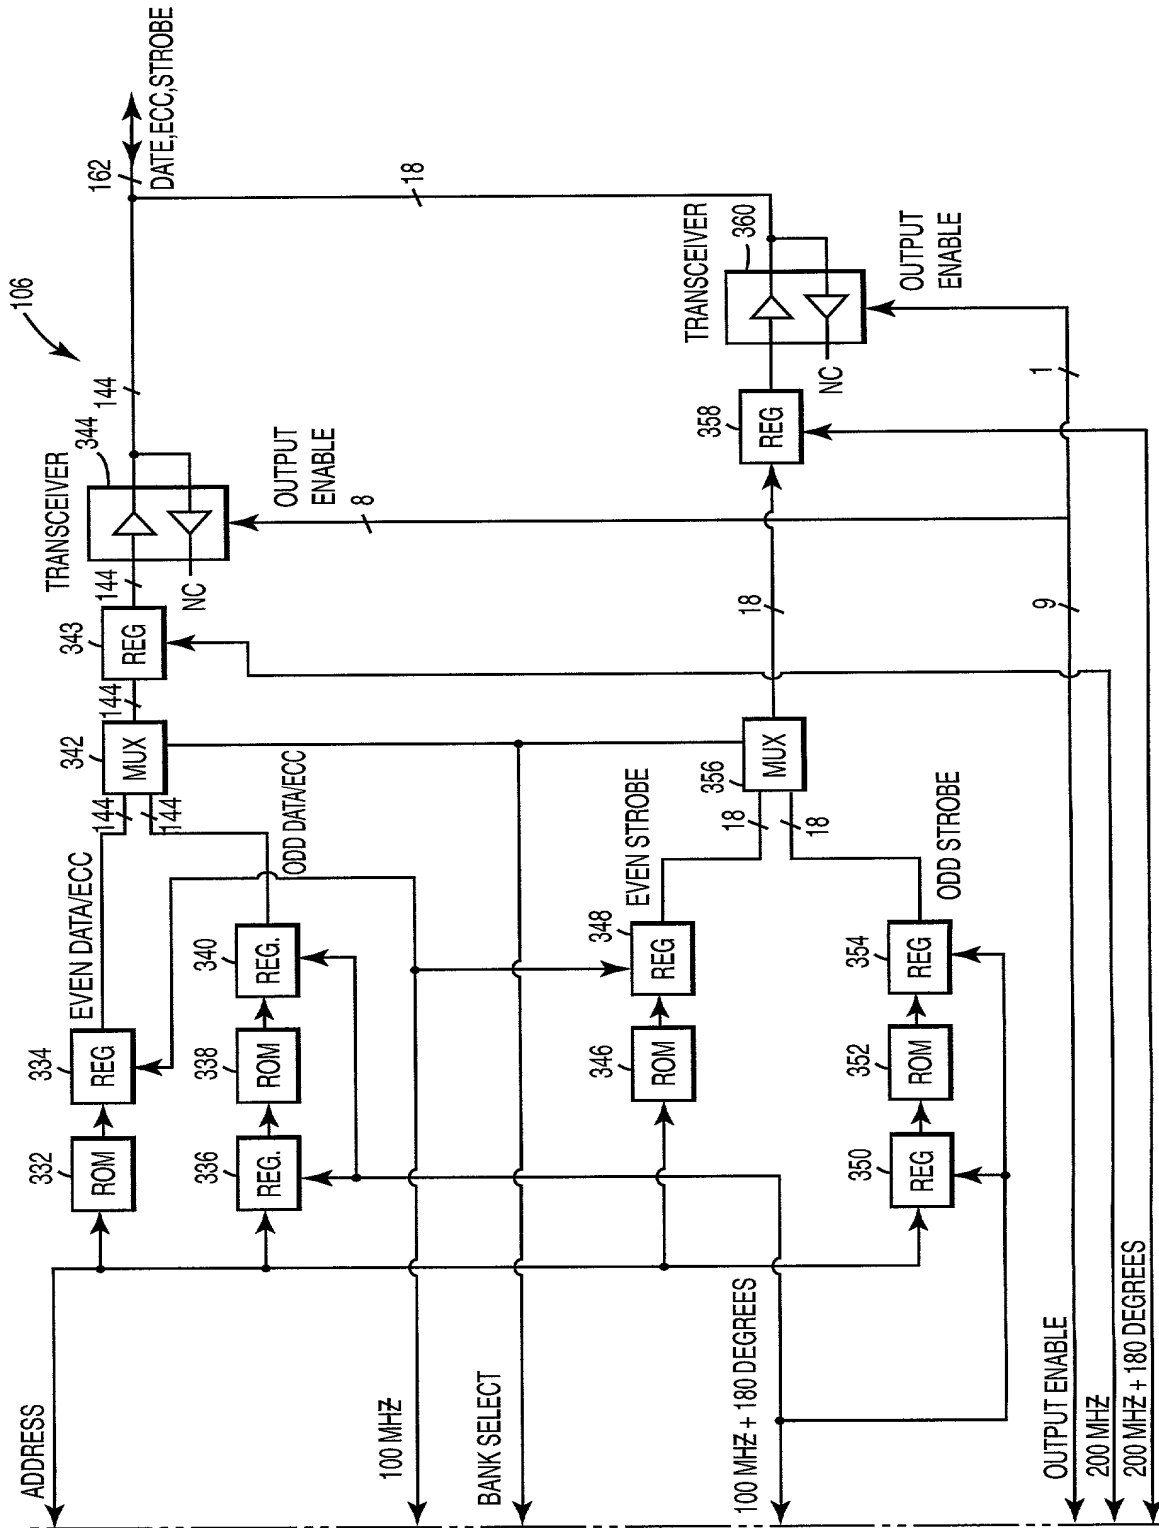 106
162
DATE,ECC,STROBE
TRANSCEIVER
344
144
18
343
REG
144
NC
OUTPUT
ENABLE
8
342
MUX
144
144
144
EVEN DATA/ECC
ODD DATA/ECC
334
REG
332
ROM
340
REG.
338
ROM
336
REG.
TRANSCEIVER
360
358
REG
NC
OUTPUT
ENABLE
1
18
9
356
MUX
18
18
EVEN STROBE
ODD STROBE
348
REG
346
ROM
354
REG
352
ROM
350
REG
ADDRESS
100 MHZ
BANK SELECT
100 MHZ + 180 DEGREES
OUTPUT ENABLE
200 MHZ
200 MHZ + 180 DEGREES